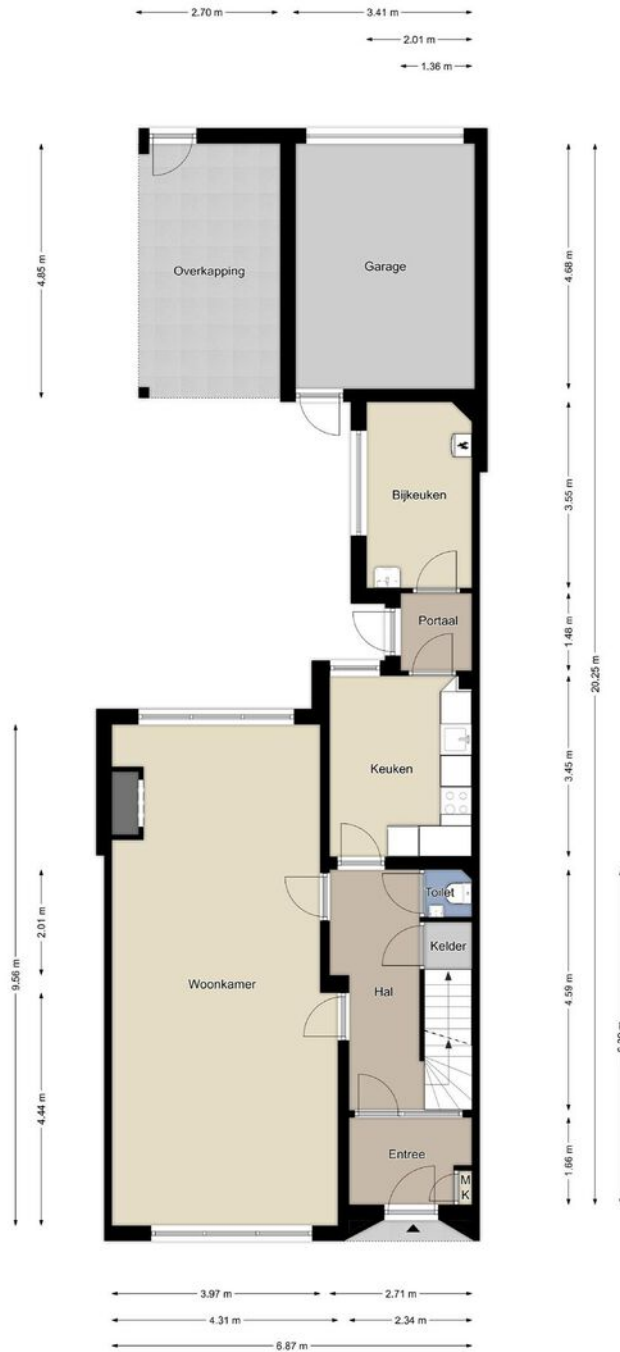 2.70 m
3.41 m
2.01 m
1.36 m
4.85 m
Overkapping
Garage
4.68 m
20.25 m
Bijkeuken
3.55 m
Portaal
1.48 m
Keuken
3.45 m
9.56 m
2.01 m
4.44 m
Woonkamer
Toilet
Kelder
Hal
4.59 m
Entree
M
K
1.66 m
3.97 m
2.71 m
4.31 m
2.34 m
6.87 m